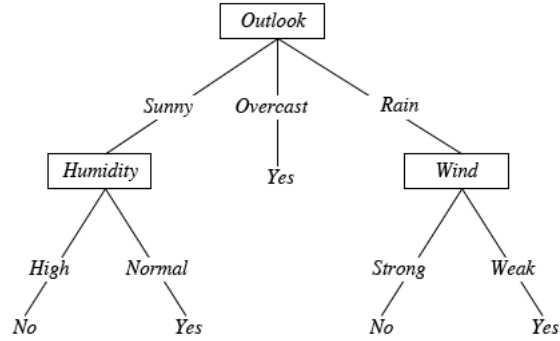 Outlook
Sunny Overcast Rain
Humidity Yes Wind
High Normal Strong Weak
No Yes No Yes